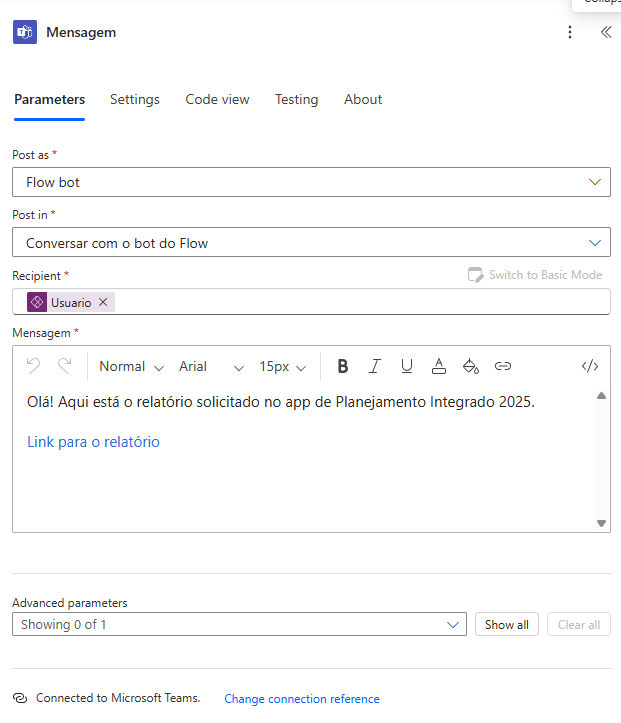 Mensagem
Parameters Settings Code view Testing About
Post as *
Flow bot
Post in *
Conversar com o bot do Flow
Recipient *
Switch to Basic Mode
Usuario
Mensagem *
Normal Arial 15px B I U A </>
Olá! Aqui está o relatório solicitado no app de Planejamento Integrado 2025.
Link para o relatório
Advanced parameters
Showing 0 of 1 Show all Clear all
Connected to Microsoft Teams. Change connection reference